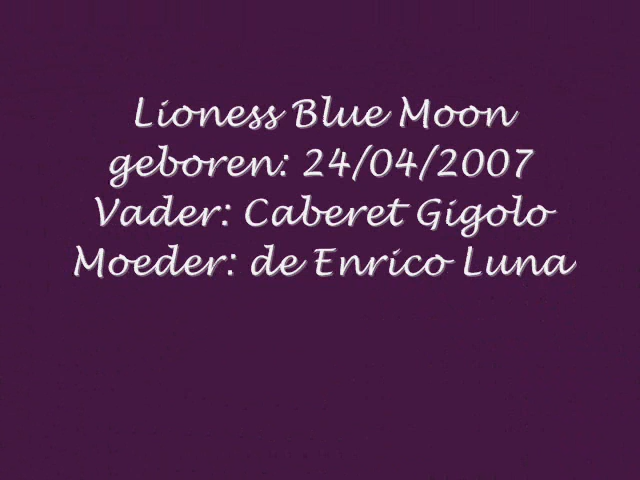 Lioness Blue Moon
geboren: 24/04/2007
Vader: Caberet Gigolo
Moeder: de Enrico Luna